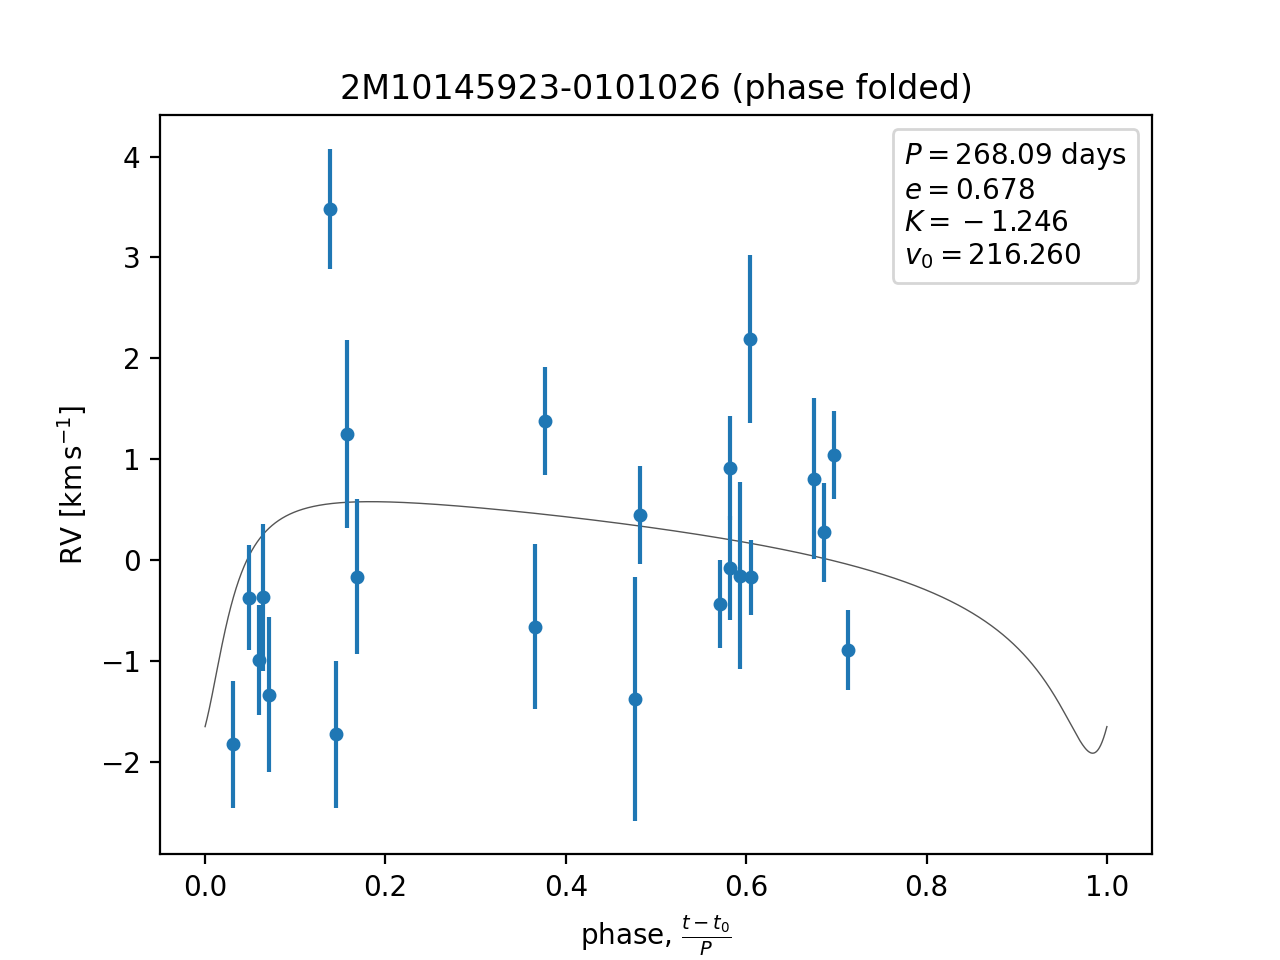 2M10145923-0101026 (phase folded)
P = 268.09 days
e = 0.678
K = −1.246
v₀ = 216.260
4
3
2
1
0
−1
−2
RV [km s⁻¹]
0.0 0.2 0.4 0.6 0.8 1.0
phase, (t − t₀)/P